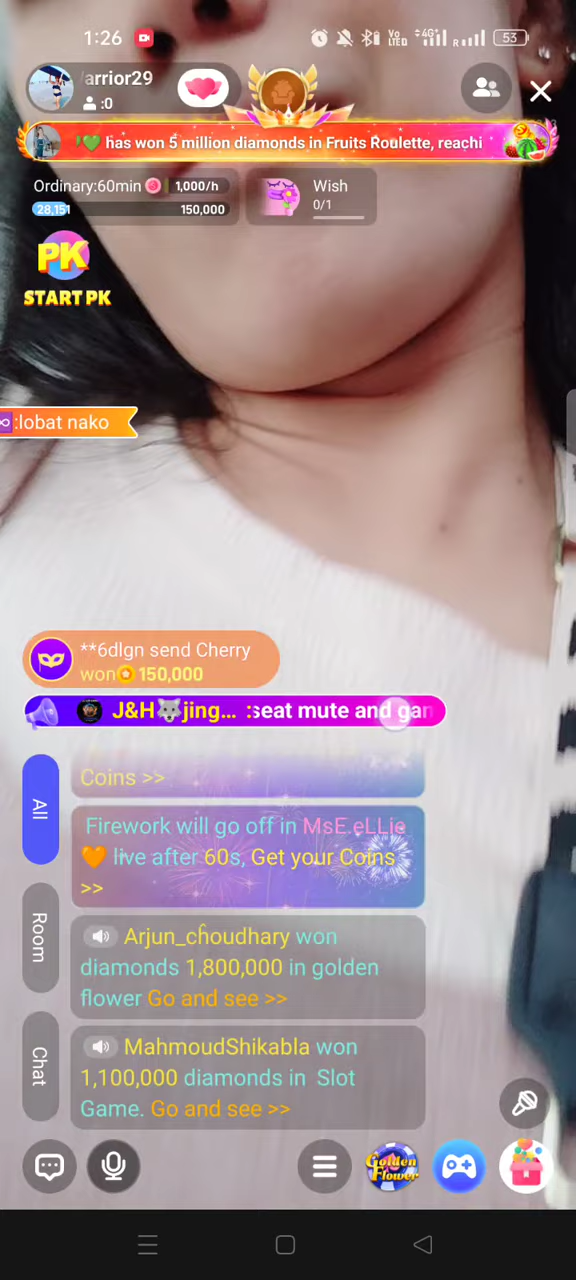 1:26
Vo LTED
4G+
R
53
arrior29
:0
has won 5 million diamonds in Fruits Roulette, reachi
Ordinary:60min
1,000/h
28,151
150,000
Wish
0/1
PK
START PK
:lobat nako
**6dlgn send Cherry
won 150,000
J&H🐺jing... :seat mute and gan
Coins >>
Firework will go off in MsE.eLLie
🧡 live after 60s, Get your Coins
>>
All
Arjun_choudhary won
diamonds 1,800,000 in golden
flower Go and see >>
Room
MahmoudShikabla won
1,100,000 diamonds in Slot
Game. Go and see >>
Chat
Golden
Flower